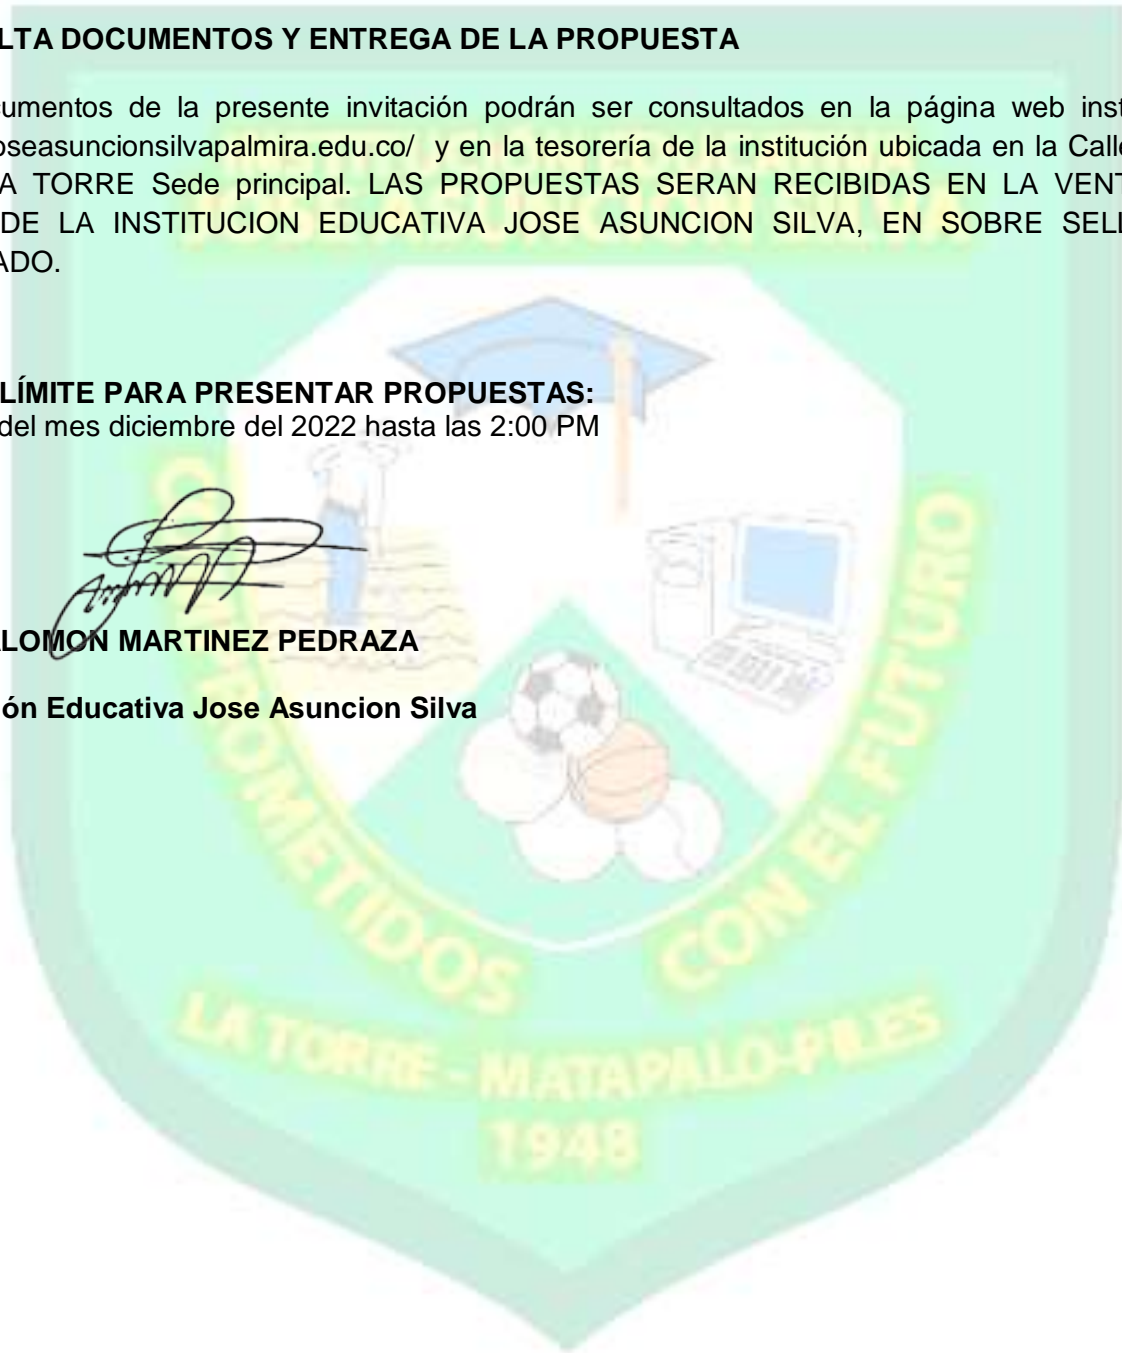 LTA DOCUMENTOS Y ENTREGA DE LA PROPUESTA
cumentos de la presente invitación podrán ser consultados en la página web inst
oseasuncionsilvapalmira.edu.co/ y en la tesorería de la institución ubicada en la Calle
A TORRE Sede principal. LAS PROPUESTAS SERAN RECIBIDAS EN LA VENT
DE LA INSTITUCION EDUCATIVA JOSE ASUNCION SILVA, EN SOBRE SELL
ADO.
LÍMITE PARA PRESENTAR PROPUESTAS:
del mes diciembre del 2022 hasta las 2:00 PM
ALOMON MARTINEZ PEDRAZA
ón Educativa Jose Asuncion Silva
COMPROMETIDOS CON EL FUTURO
LA TORRE - MATAPALO-PILES
1948